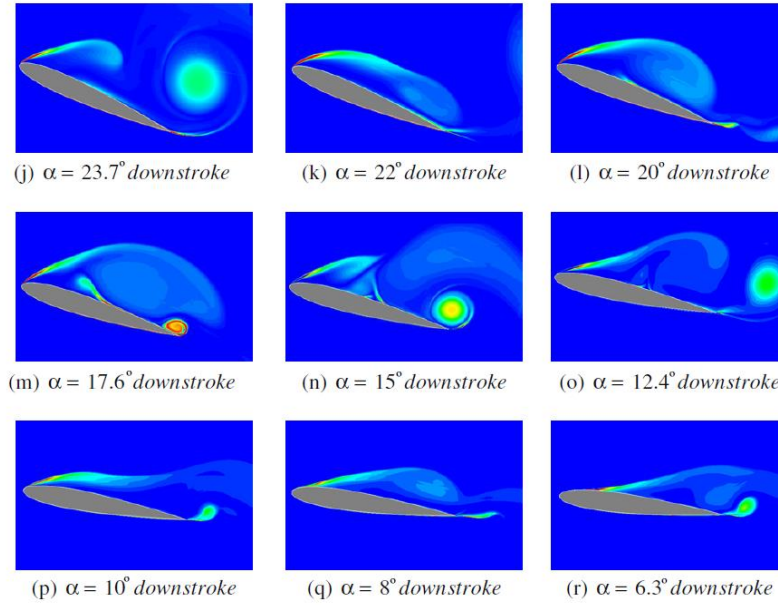 (j) α = 23.7° downstroke
(k) α = 22° downstroke
(l) α = 20° downstroke
(m) α = 17.6° downstroke
(n) α = 15° downstroke
(o) α = 12.4° downstroke
(p) α = 10° downstroke
(q) α = 8° downstroke
(r) α = 6.3° downstroke